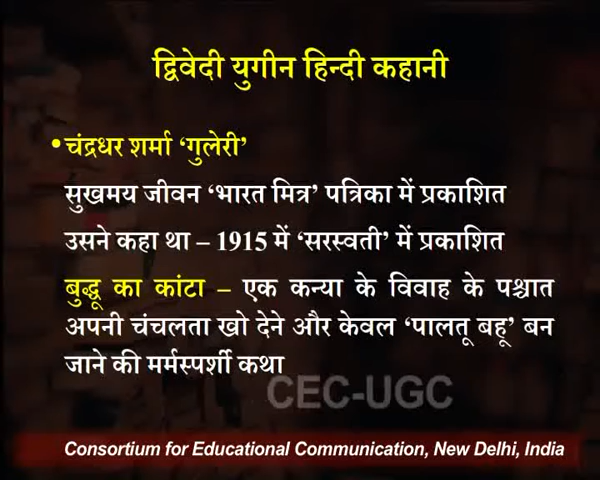 द्विवेदी युगीन हिन्दी कहानी
•चंद्रधर शर्मा ‘गुलेरी’
सुखमय जीवन ‘भारत मित्र’ पत्रिका में प्रकाशित
उसने कहा था – 1915 में ‘सरस्वती’ में प्रकाशित
बुद्धू का कांटा – एक कन्या के विवाह के पश्चात
अपनी चंचलता खो देने और केवल ‘पालतू बहू’ बन
जाने की मर्मस्पर्शी कथा
CEC-UGC
Consortium for Educational Communication, New Delhi, India